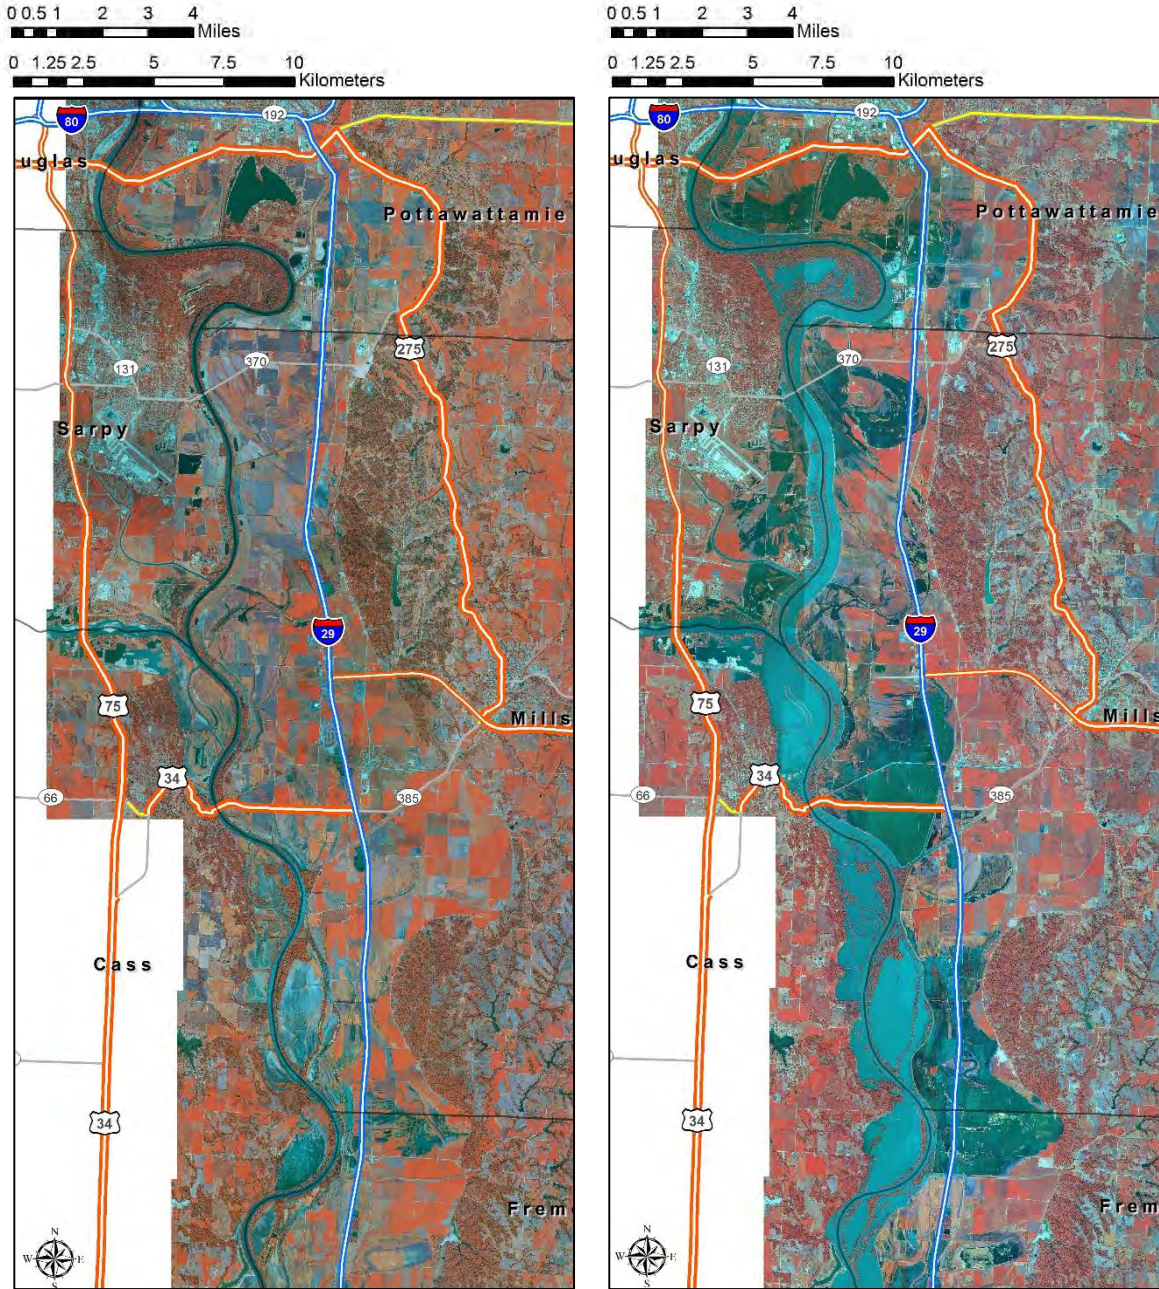 0 0.5 1 2 3 4
Miles
0 1.25 2.5 5 7.5 10
Kilometers
80
192
uglas
Pottawattamie
275
370
131
Sarpy
29
75
Mills
34
66
385
Cass
34
Frem
N
W E
S
0 0.5 1 2 3 4
Miles
0 1.25 2.5 5 7.5 10
Kilometers
80
192
uglas
Pottawattamie
275
370
131
Sarpy
29
75
Mills
34
66
385
Cass
34
Frem
N
W E
S